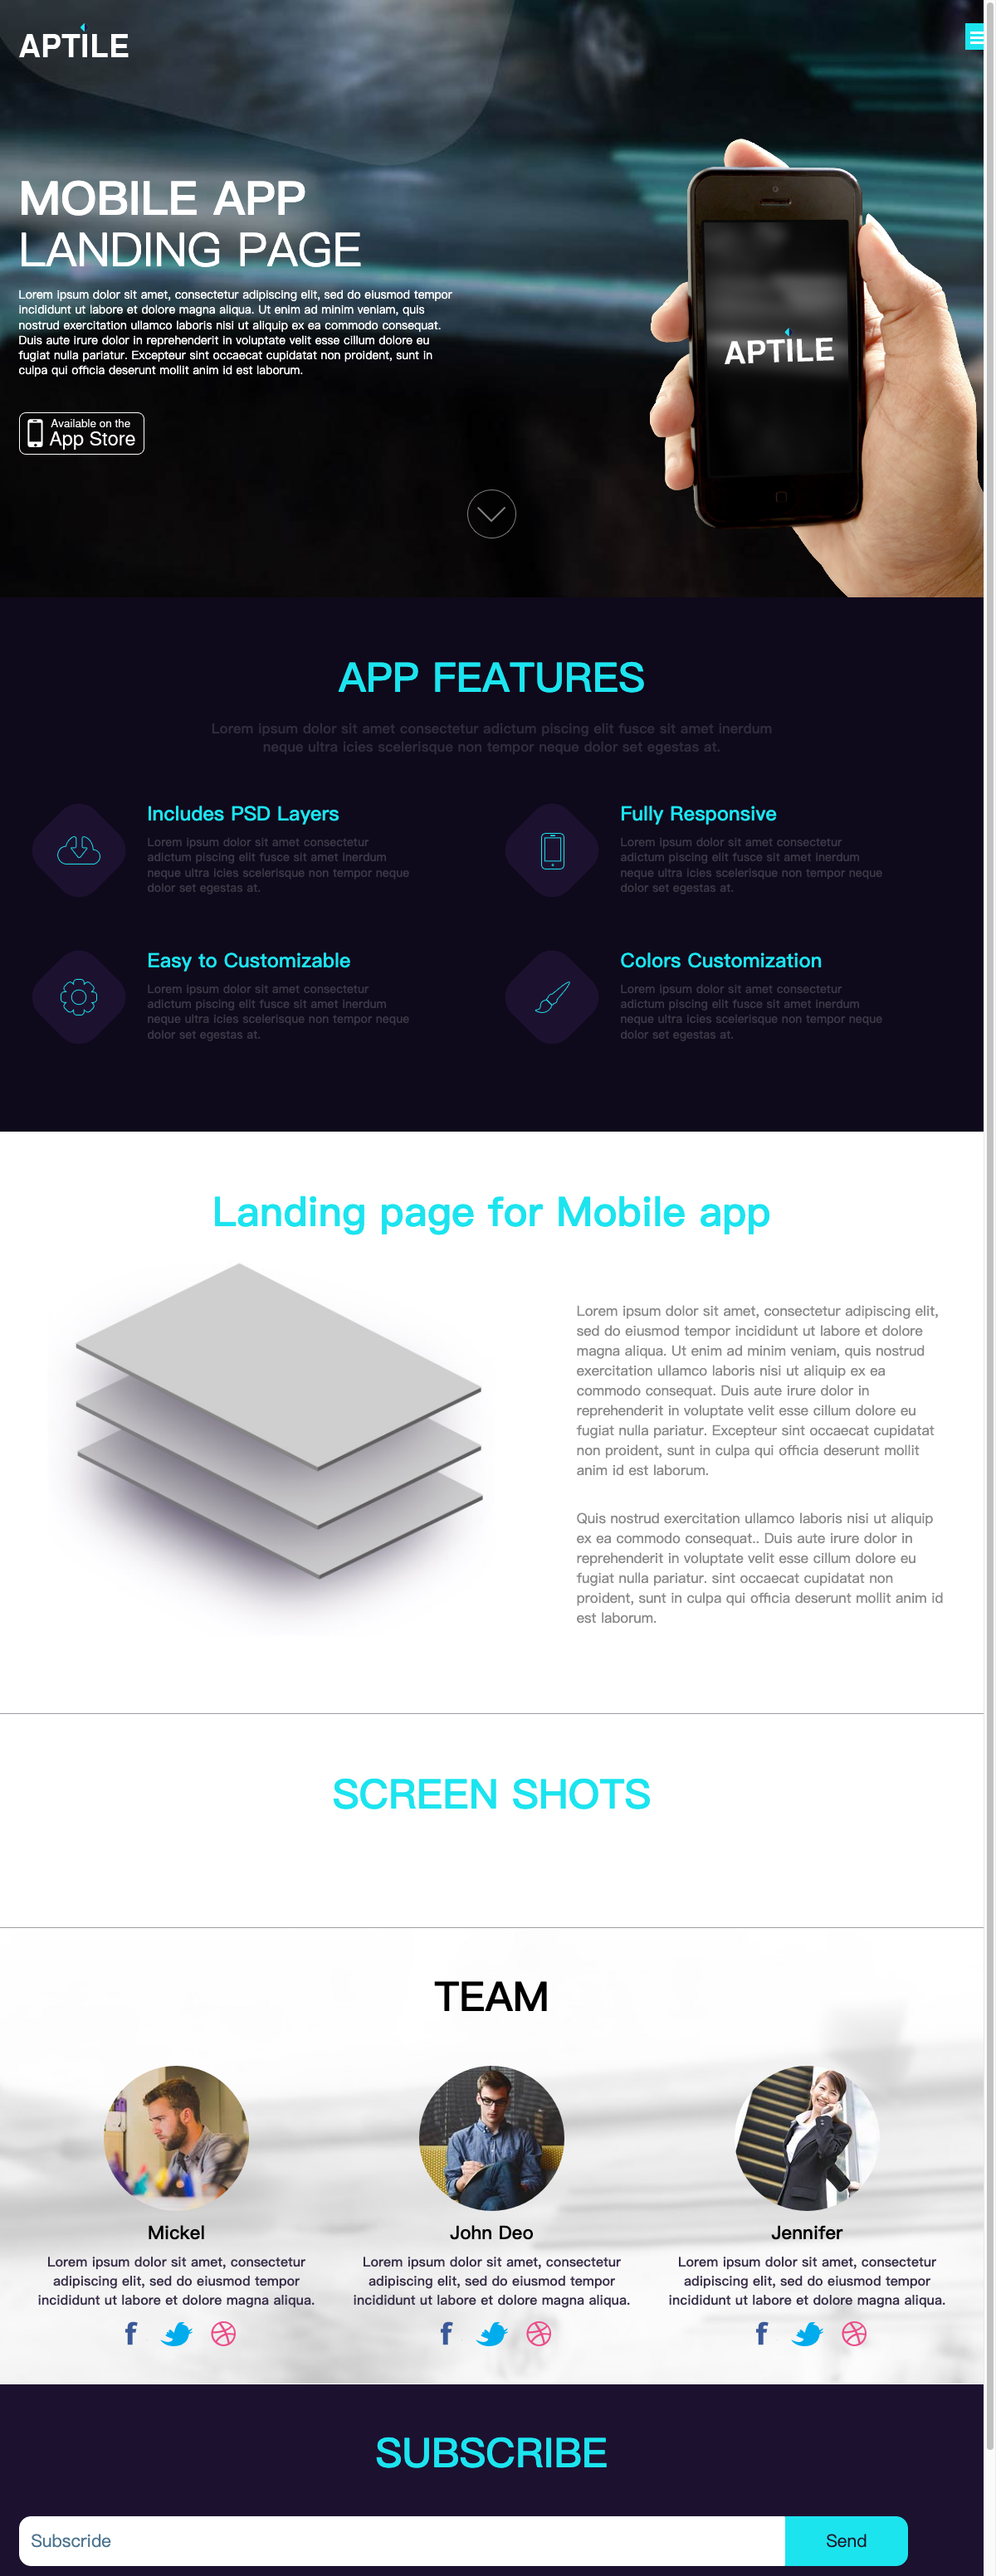 APTILE
MOBILE APP
LANDING PAGE
Lorem ipsum dolor sit amet, consectetur adipiscing elit, sed do eiusmod tempor
incididunt ut labore et dolore magna aliqua. Ut enim ad minim veniam, quis
nostrud exercitation ullamco laboris nisi ut aliquip ex ea commodo consequat.
Duis aute irure dolor in reprehenderit in voluptate velit esse cillum dolore eu
fugiat nulla pariatur. Excepteur sint occaecat cupidatat non proident, sunt in
culpa qui officia deserunt mollit anim id est laborum.
Available on the
App Store
APTILE
APP FEATURES
Lorem ipsum dolor sit amet consectetur adictum piscing elit fusce sit amet inerdum
neque ultra icies scelerisque non tempor neque dolor set egestas at.
Includes PSD Layers
Lorem ipsum dolor sit amet consectetur
adictum piscing elit fusce sit amet inerdum
neque ultra icies scelerisque non tempor neque
dolor set egestas at.
Fully Responsive
Lorem ipsum dolor sit amet consectetur
adictum piscing elit fusce sit amet inerdum
neque ultra icies scelerisque non tempor neque
dolor set egestas at.
Easy to Customizable
Lorem ipsum dolor sit amet consectetur
adictum piscing elit fusce sit amet inerdum
neque ultra icies scelerisque non tempor neque
dolor set egestas at.
Colors Customization
Lorem ipsum dolor sit amet consectetur
adictum piscing elit fusce sit amet inerdum
neque ultra icies scelerisque non tempor neque
dolor set egestas at.
Landing page for Mobile app
Lorem ipsum dolor sit amet, consectetur adipiscing elit,
sed do eiusmod tempor incididunt ut labore et dolore
magna aliqua. Ut enim ad minim veniam, quis nostrud
exercitation ullamco laboris nisi ut aliquip ex ea
commodo consequat. Duis aute irure dolor in
reprehenderit in voluptate velit esse cillum dolore eu
fugiat nulla pariatur. Excepteur sint occaecat cupidatat
non proident, sunt in culpa qui officia deserunt mollit
anim id est laborum.
Quis nostrud exercitation ullamco laboris nisi ut aliquip
ex ea commodo consequat.. Duis aute irure dolor in
reprehenderit in voluptate velit esse cillum dolore eu
fugiat nulla pariatur. sint occaecat cupidatat non
proident, sunt in culpa qui officia deserunt mollit anim id
est laborum.
SCREEN SHOTS
TEAM
Mickel
Lorem ipsum dolor sit amet, consectetur
adipiscing elit, sed do eiusmod tempor
incididunt ut labore et dolore magna aliqua.
John Deo
Lorem ipsum dolor sit amet, consectetur
adipiscing elit, sed do eiusmod tempor
incididunt ut labore et dolore magna aliqua.
Jennifer
Lorem ipsum dolor sit amet, consectetur
adipiscing elit, sed do eiusmod tempor
incididunt ut labore et dolore magna aliqua.
SUBSCRIBE
Subscride
Send